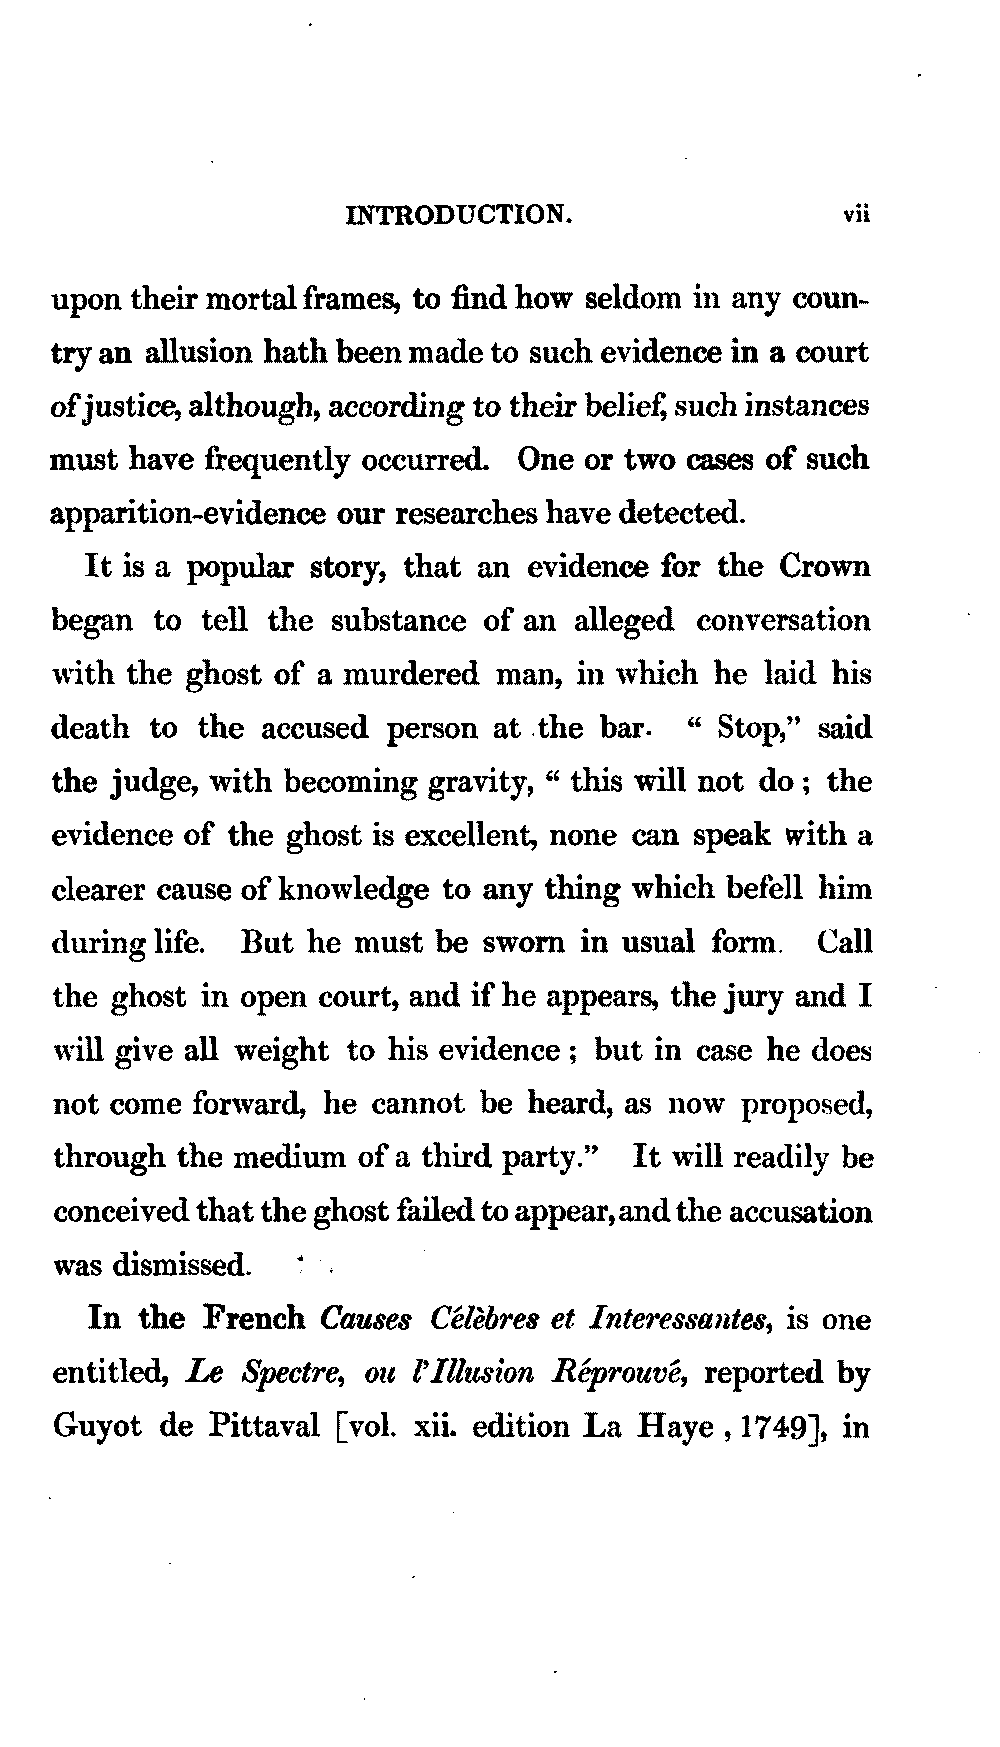 INTRODUCTION. vii
upon their mortal frames, to find how seldom in any coun-
try an allusion hath been made to such evidence in a court
of justice, although, according to their belief, such instances
must have frequently occurred. One or two cases of such
apparition-evidence our researches have detected.
It is a popular story, that an evidence for the Crown
began to tell the substance of an alleged conversation
with the ghost of a murdered man, in which he laid his
death to the accused person at the bar. “ Stop,” said
the judge, with becoming gravity, “ this will not do ; the
evidence of the ghost is excellent, none can speak with a
clearer cause of knowledge to any thing which befell him
during life. But he must be sworn in usual form. Call
the ghost in open court, and if he appears, the jury and I
will give all weight to his evidence ; but in case he does
not come forward, he cannot be heard, as now proposed,
through the medium of a third party.” It will readily be
conceived that the ghost failed to appear, and the accusation
was dismissed.
In the French Causes Célèbres et Interessantes, is one
entitled, Le Spectre, ou l’Illusion Réprouvé, reported by
Guyot de Pittaval [vol. xii. edition La Haye , 1749], in